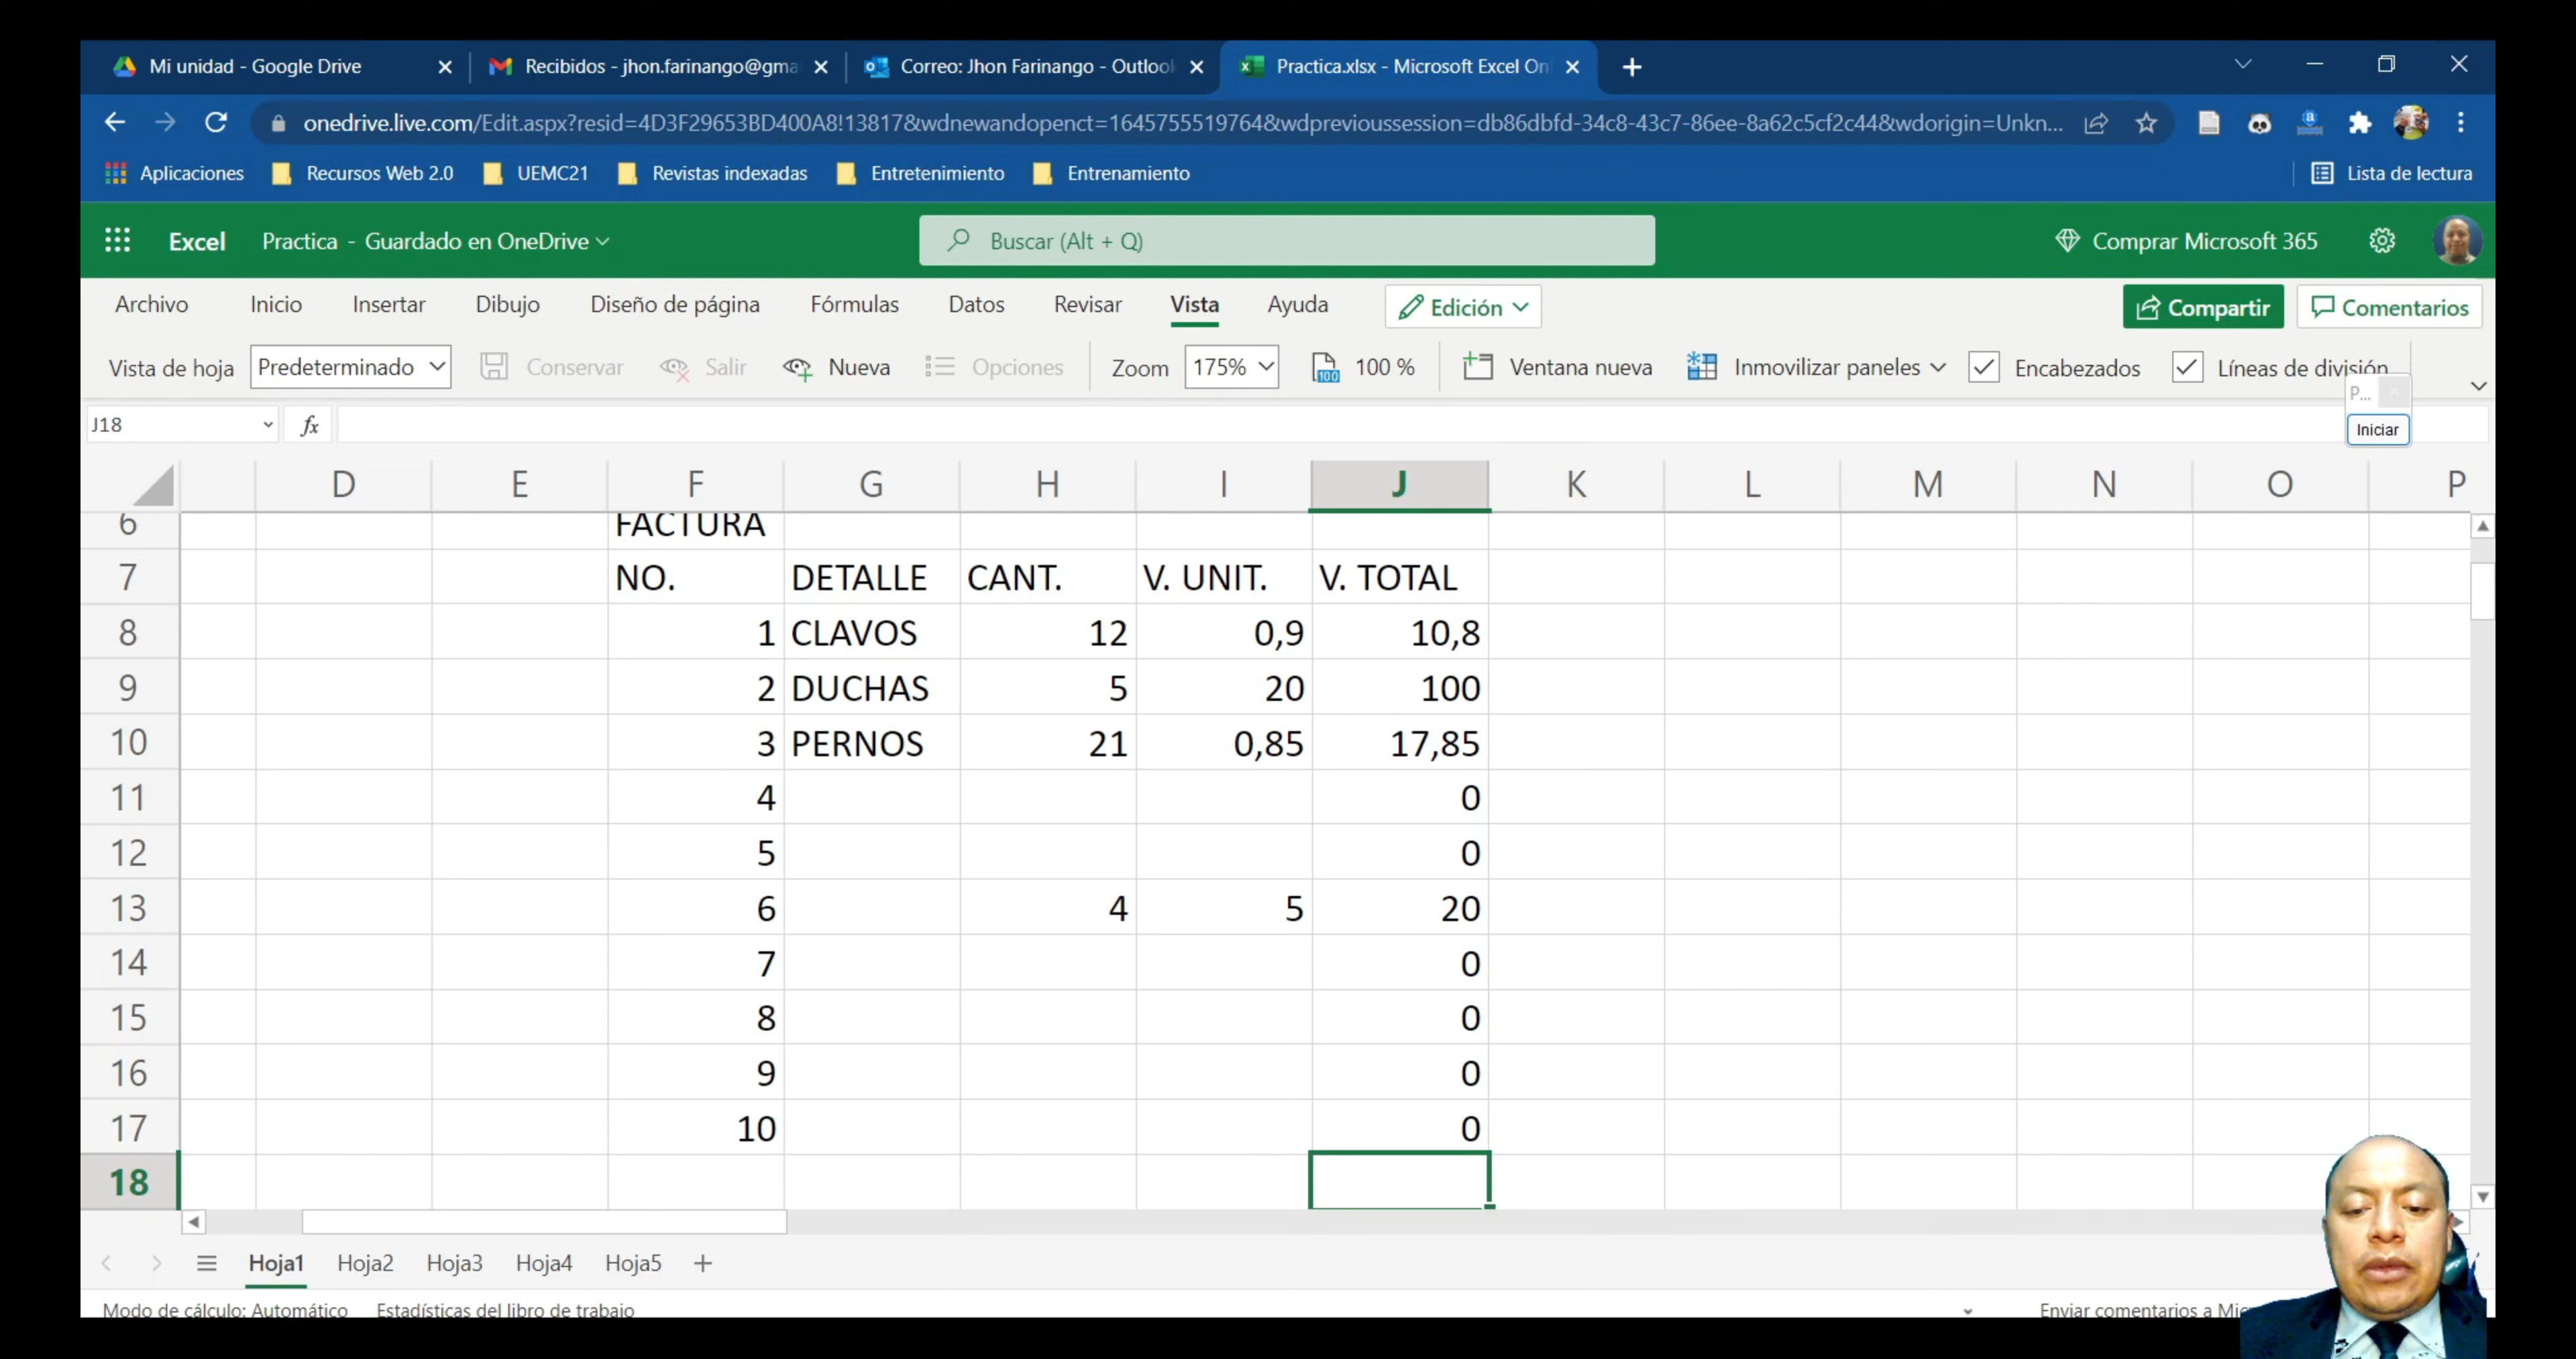 Mi unidad - Google Drive
Recibidos - jhon.farinango@gma
Correo: Jhon Farinango - Outlook
Practica.xlsx - Microsoft Excel On
onedrive.live.com/Edit.aspx?resid=4D3F29653BD400A8!13817&wdnewandopenct=1645755519764&wdprevioussession=db86dbfd-34c8-43c7-86ee-8a62c5cf2c44&wdorigin=Unkn...
Aplicaciones Recursos Web 2.0 UEMC21 Revistas indexadas Entretenimiento Entrenamiento Lista de lectura
Excel Practica - Guardado en OneDrive Buscar (Alt + Q) Comprar Microsoft 365
Archivo Inicio Insertar Dibujo Diseño de página Fórmulas Datos Revisar Vista Ayuda Edición Compartir Comentarios
Vista de hoja Predeterminado Conservar Salir Nueva Opciones Zoom 175% 100 % Ventana nueva Inmovilizar paneles Encabezados Líneas de división
P...
J18 fx Iniciar
D E F G H I J K L M N O P
6 FACTURA
7 NO. DETALLE CANT. V. UNIT. V. TOTAL
8 1 CLAVOS 12 0,9 10,8
9 2 DUCHAS 5 20 100
10 3 PERNOS 21 0,85 17,85
11 4 0
12 5 0
13 6 4 5 20
14 7 0
15 8 0
16 9 0
17 10 0
18
Hoja1 Hoja2 Hoja3 Hoja4 Hoja5
Modo de cálculo: Automático Estadísticas del libro de trabajo Enviar comentarios a Mi